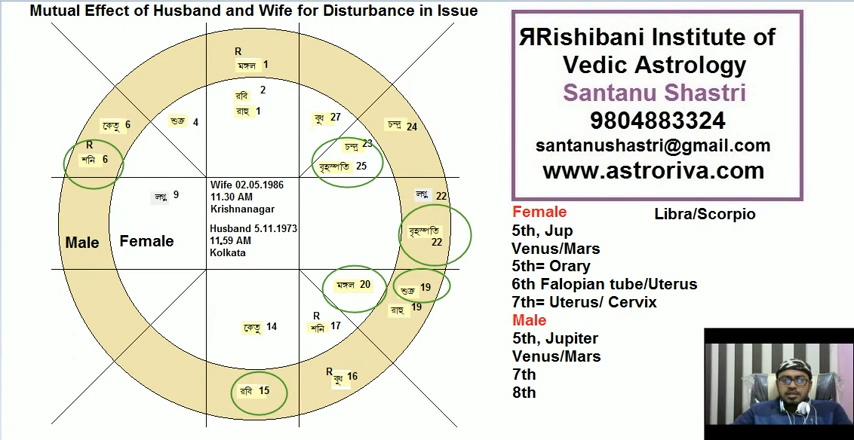 Mutual Effect of Husband and Wife for Disturbance in Issue
ЯRishibani Institute of
Vedic Astrology
Santanu Shastri
9804883324
santanushastri@gmail.com
www.astroriva.com
R
মঙ্গল 1
রবি 2
রাহু 1
শুক্র 4
বুধ 27
কেতু 6
চন্দ্র 24
R
শনি 6
চন্দ্র 23
বৃহস্পতি 25
লগ্ন 9
লগ্ন 22
Wife 02.05.1986
11.30 AM
Krishnanagar
Husband 5.11.1973
11,59 AM
Kolkata
Male
Female
বৃহস্পতি
22
মঙ্গল 20
শুক্র 19
রাহু 19
কেতু 14
R
শনি 17
রবি 15
R
বুধ 16
Female
Libra/Scorpio
5th, Jup
Venus/Mars
5th= Orary
6th Falopian tube/Uterus
7th= Uterus/ Cervix
Male
5th, Jupiter
Venus/Mars
7th
8th